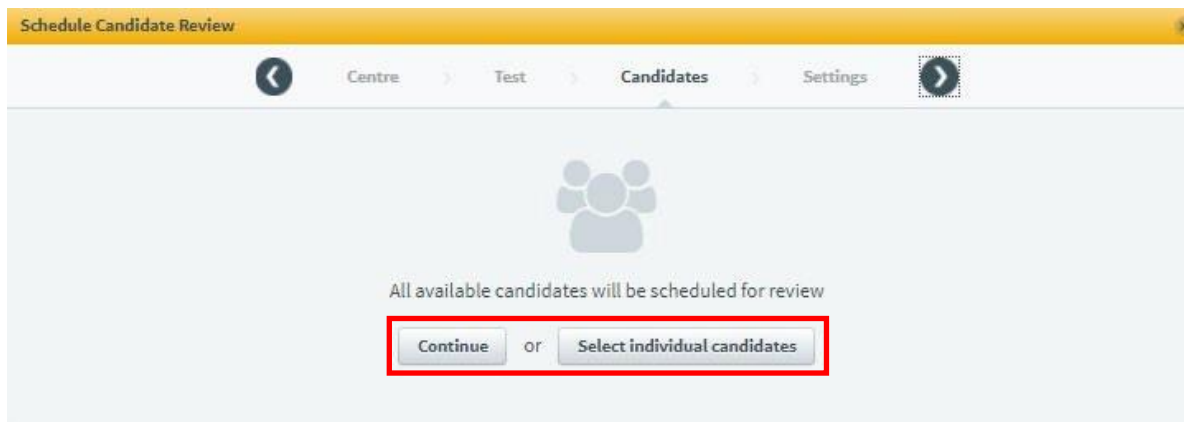 Schedule Candidate Review
Centre Test Candidates Settings
All available candidates will be scheduled for review
Continue or Select individual candidates